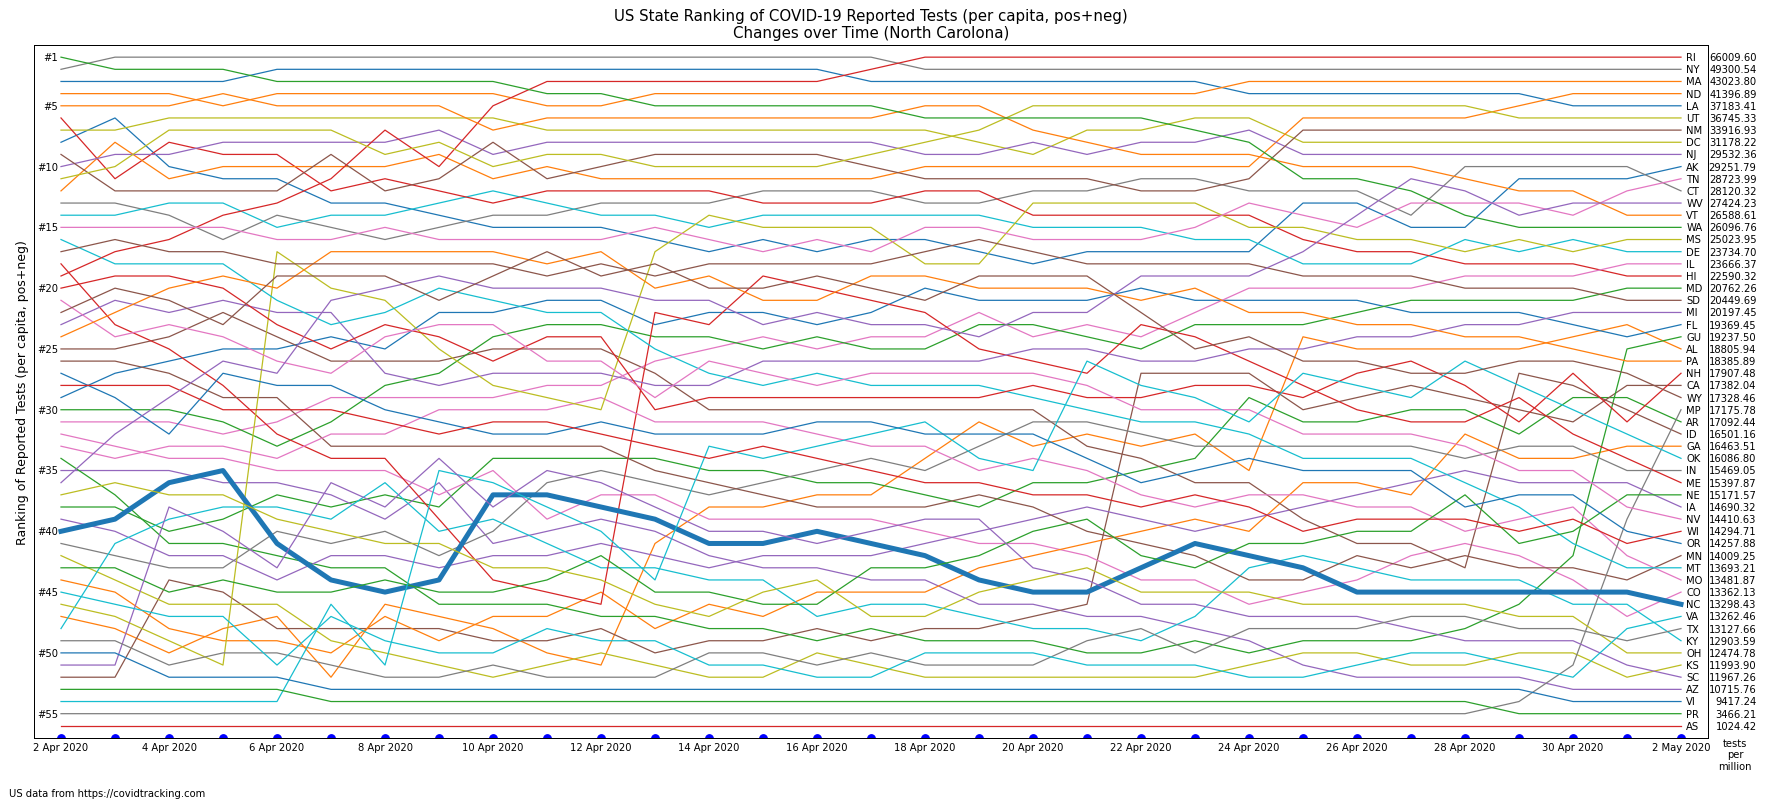 US State Ranking of COVID-19 Reported Tests (per capita, pos+neg)
Changes over Time (North Carolona)
Ranking of Reported Tests (per capita, pos+neg)
#1
#5
#10
#15
#20
#25
#30
#35
#40
#45
#50
#55
RI 66009.60
NY 49300.54
MA 43023.80
ND 41396.89
LA 37183.41
UT 36745.33
NM 33916.93
DC 31178.22
NJ 29532.36
AK 29251.79
TN 28723.99
CT 28120.32
WV 27424.23
VT 26588.61
WA 26096.76
MS 25023.95
DE 23734.70
IL 23666.37
HI 22590.32
MD 20762.26
SD 20449.69
MI 20197.45
FL 19369.45
GU 19237.50
AL 18805.94
PA 18385.89
NH 17907.48
CA 17382.04
WY 17328.46
MP 17175.78
AR 17092.44
ID 16501.16
GA 16463.51
OK 16086.80
IN 15469.05
ME 15397.87
NE 15171.57
IA 14690.32
NV 14410.63
WI 14294.71
OR 14257.88
MN 14009.25
MT 13693.21
MO 13481.87
CO 13362.13
NC 13298.43
VA 13262.46
TX 13127.66
KY 12903.59
OH 12474.78
KS 11993.90
SC 11967.26
AZ 10715.76
VI 9417.24
PR 3466.21
AS 1024.42
2 Apr 2020 4 Apr 2020 6 Apr 2020 8 Apr 2020 10 Apr 2020 12 Apr 2020 14 Apr 2020 16 Apr 2020 18 Apr 2020 20 Apr 2020 22 Apr 2020 24 Apr 2020 26 Apr 2020 28 Apr 2020 30 Apr 2020 2 May 2020
tests
per
million
US data from https://covidtracking.com